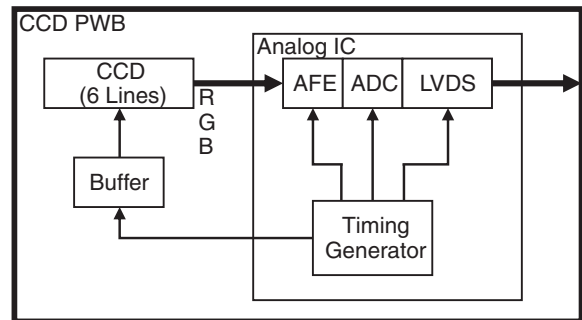 CCD PWB
Analog IC
CCD
(6 Lines)
R
G
B
AFE
ADC
LVDS
Buffer
Timing
Generator